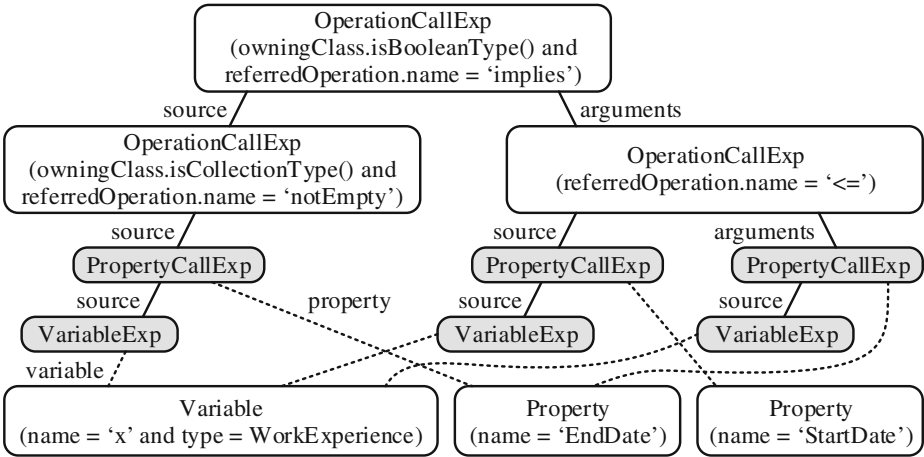 OperationCallExp
(owningClass.isBooleanType() and
referredOperation.name = ‘implies’)
source
arguments
OperationCallExp
(owningClass.isCollectionType() and
referredOperation.name = ‘notEmpty’)
OperationCallExp
(referredOperation.name = ‘<=’)
source
source
arguments
PropertyCallExp
PropertyCallExp
PropertyCallExp
source
property
source
source
VariableExp
VariableExp
VariableExp
variable
Variable
(name = ‘x’ and type = WorkExperience)
Property
(name = ‘EndDate’)
Property
(name = ‘StartDate’)